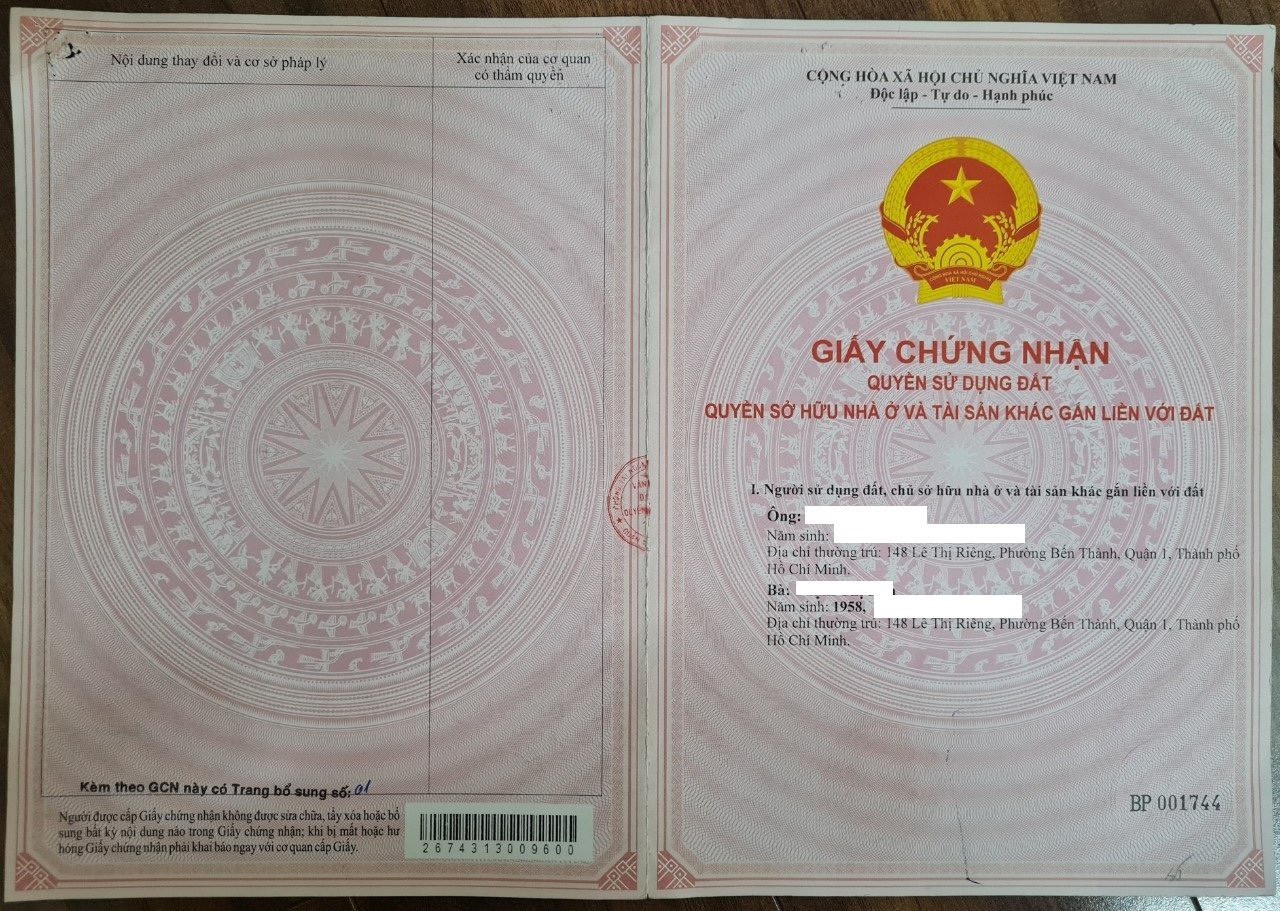 Nội dung thay đổi và cơ sở pháp lý
Xác nhận của cơ quan
có thẩm quyền
Kèm theo GCN này có Trang bổ sung số: 01
Người được cấp Giấy chứng nhận không được sửa chữa, tẩy xóa hoặc bổ
sung bất kỳ nội dung nào trong Giấy chứng nhận; khi bị mất hoặc hư
hỏng Giấy chứng nhận phải khai báo ngay với cơ quan cấp Giấy.
2674313009600
CỘNG HÒA XÃ HỘI CHỦ NGHĨA VIỆT NAM
Độc lập - Tự do - Hạnh phúc
CỘNG HÒA XÃ HỘI CHỦ NGHĨA
VIỆT NAM
GIẤY CHỨNG NHẬN
QUYỀN SỬ DỤNG ĐẤT
QUYỀN SỞ HỮU NHÀ Ở VÀ TÀI SẢN KHÁC GẮN LIỀN VỚI ĐẤT
I. Người sử dụng đất, chủ sở hữu nhà ở và tài sản khác gắn liền với đất
Ông:
Năm sinh:
Địa chỉ thường trú: 148 Lê Thị Riêng, Phường Bến Thành, Quận 1, Thành phố
Hồ Chí Minh.
Bà:
Năm sinh: 1958,
Địa chỉ thường trú: 148 Lê Thị Riêng, Phường Bến Thành, Quận 1, Thành phố
Hồ Chí Minh.
BP 001744